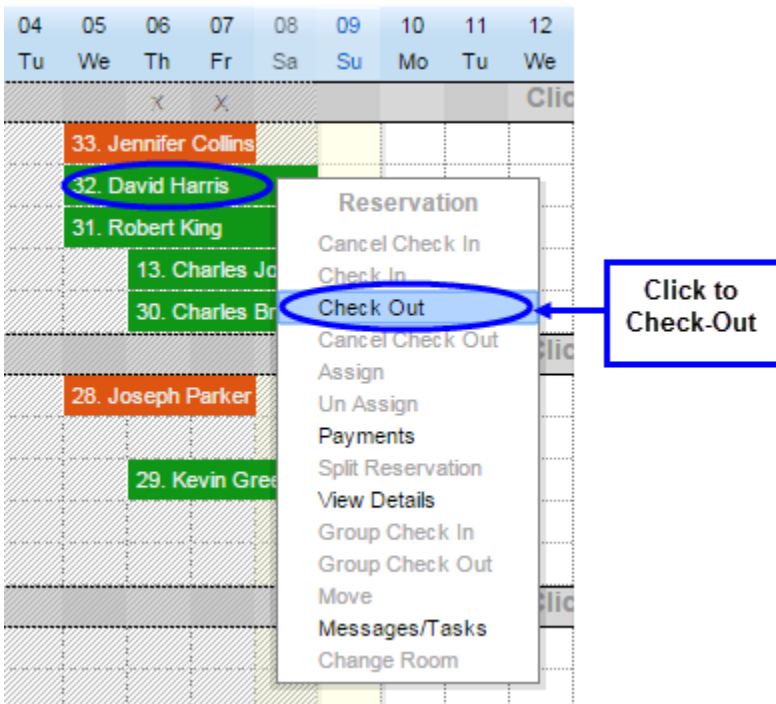 04 05 06 07 08 09 10 11 12
Tu We Th Fr Sa Su Mo Tu We
X X Clic
33. Jennifer Collins
32. David Harris
31. Robert King
13. Charles Jo
30. Charles Br
28. Joseph Parker
29. Kevin Gree
Reservation
Cancel Check In
Check In
Check Out
Cancel Check Out
Assign
Un Assign
Payments
Split Reservation
View Details
Group Check In
Group Check Out
Move
Messages/Tasks
Change Room
Clic
Clic
Click to
Check-Out